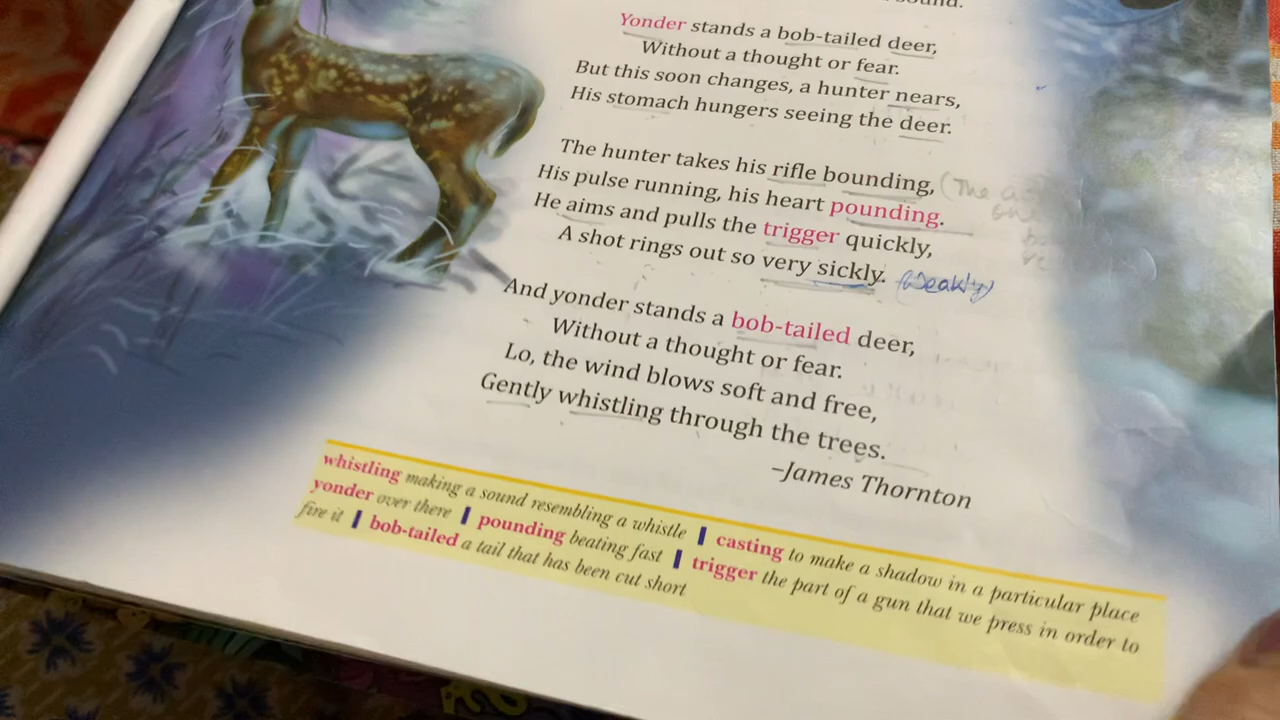 sound.
Yonder stands a bob-tailed deer,
Without a thought or fear.
But this soon changes, a hunter nears,
His stomach hungers seeing the deer.
The hunter takes his rifle bounding, (The
His pulse running, his heart pounding.
He aims and pulls the trigger quickly,
A shot rings out so very sickly. (Weakly)
And yonder stands a bob-tailed deer,
Without a thought or fear.
Lo, the wind blows soft and free,
Gently whistling through the trees.
–James Thornton
whistling making a sound resembling a whistle | casting to make a shadow in a particular place
yonder over there | pounding beating fast | trigger the part of a gun that we press in order to
fire it | bob-tailed a tail that has been cut short